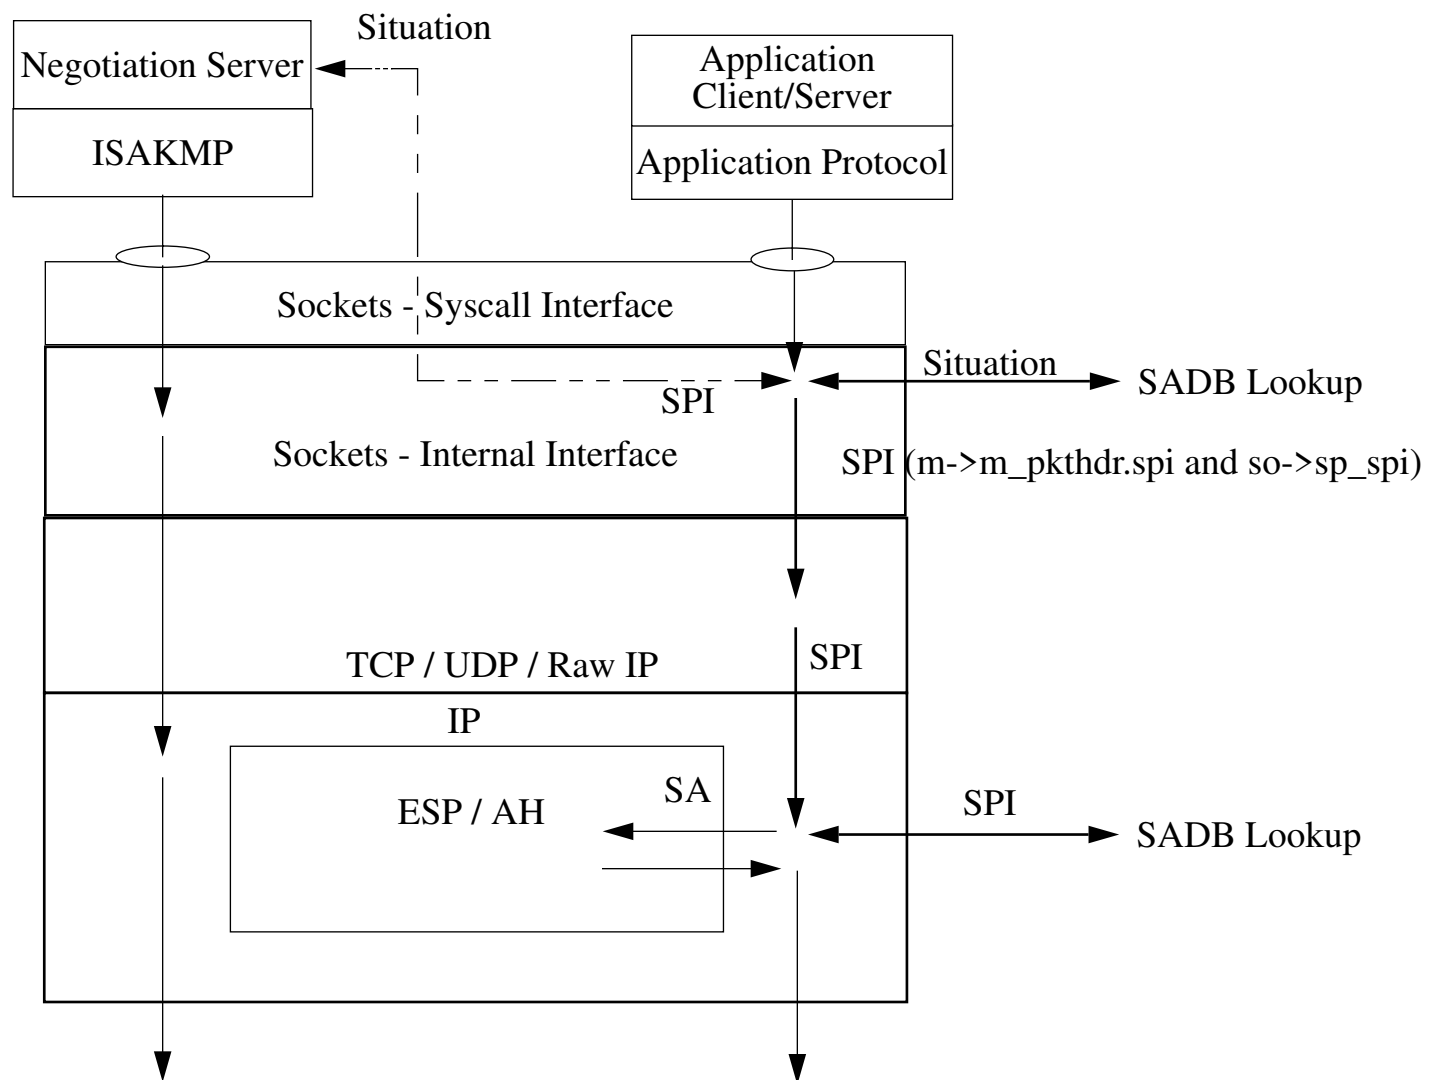 Situation
Negotiation Server
ISAKMP
Application
Client/Server
Application Protocol
Sockets - Syscall Interface
Situation
SADB Lookup
SPI
Sockets - Internal Interface
SPI (m->m_pkthdr.spi and so->sp_spi)
TCP / UDP / Raw IP
SPI
IP
SA
ESP / AH
SPI
SADB Lookup